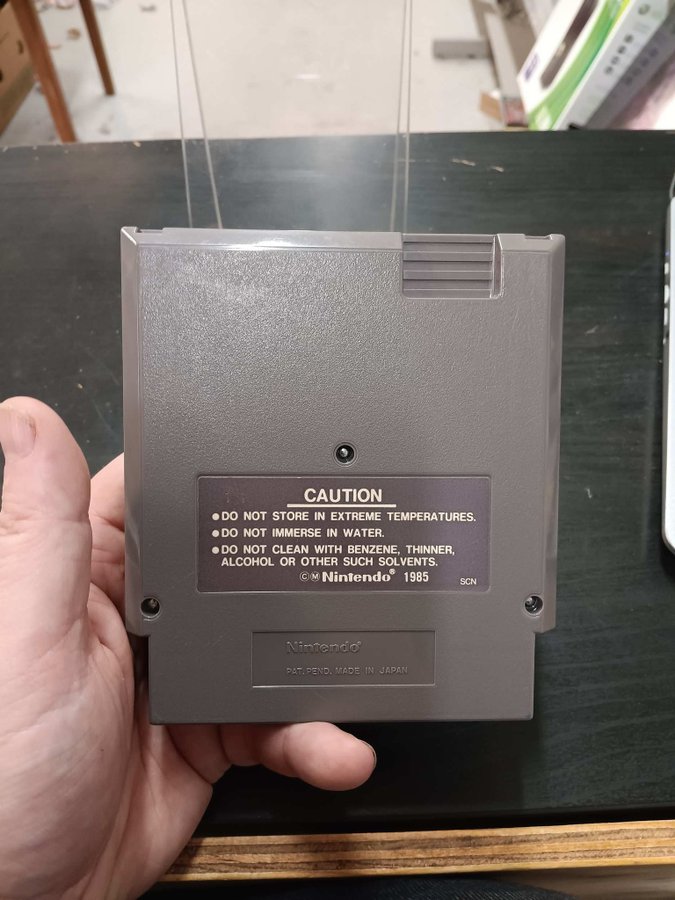 CAUTION
●DO NOT STORE IN EXTREME TEMPERATURES.
●DO NOT IMMERSE IN WATER.
●DO NOT CLEAN WITH BENZENE, THINNER,
ALCOHOL OR OTHER SUCH SOLVENTS.
ⒸⓂ Nintendo® 1985 SCN
Nintendo®
PAT. PEND. MADE IN JAPAN